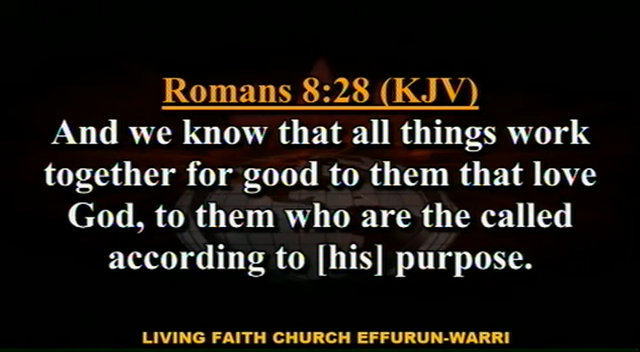 Romans 8:28 (KJV)
And we know that all things work
together for good to them that love
God, to them who are the called
according to [his] purpose.
LIVING FAITH CHURCH EFFURUN-WARRI